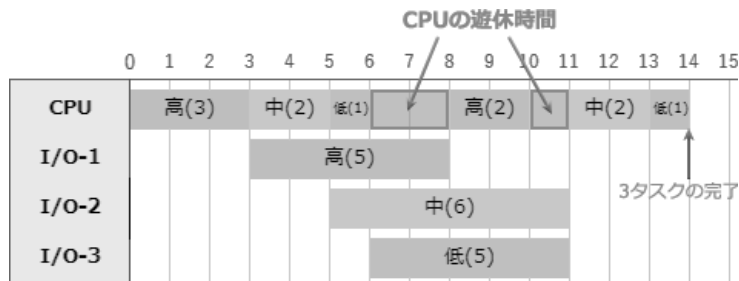 CPUの遊休時間
0 1 2 3 4 5 6 7 8 9 10 11 12 13 14 15
CPU 高(3) 中(2) 低(1) 高(2) 中(2) 低(1)
I/O-1 高(5)
3タスクの完了
I/O-2 中(6)
I/O-3 低(5)